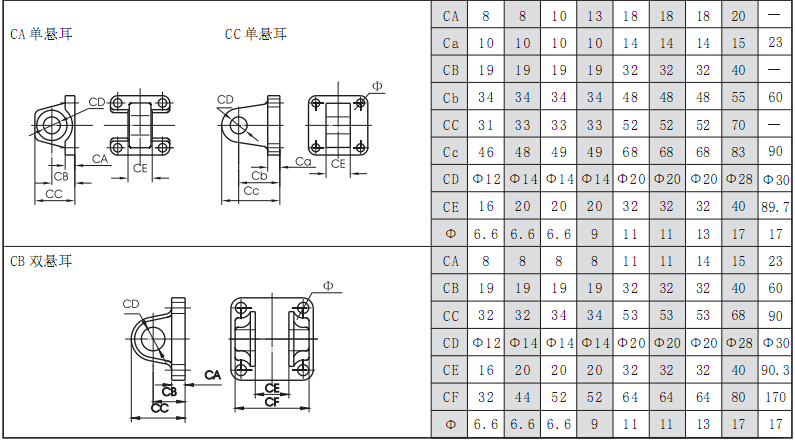 CA 单悬耳
CC 单悬耳
CD
CA
CB
CC
CE
CD
Φ
Ca
Cb
Cc
CE
CA 8 8 10 13 18 18 18 20 —
Ca 10 10 10 10 14 14 14 15 23
CB 19 19 19 19 32 32 32 40 —
Cb 34 34 34 34 48 48 48 55 60
CC 31 33 33 33 52 52 52 70 —
Cc 46 48 49 49 68 68 68 83 90
CD Φ12 Φ14 Φ14 Φ14 Φ20 Φ20 Φ20 Φ28 Φ30
CE 16 20 20 20 32 32 32 40 89.7
Φ 6.6 6.6 6.6 9 11 11 13 17 17
CB 双悬耳
CD
CA
CB
CC
Φ
CE
CF
CA 8 8 8 8 11 11 14 15 23
CB 19 19 19 19 32 32 32 40 60
CC 32 32 34 34 53 53 53 68 90
CD Φ12 Φ14 Φ14 Φ14 Φ20 Φ20 Φ20 Φ28 Φ30
CE 16 20 20 20 32 32 32 40 90.3
CF 32 44 52 52 64 64 64 80 170
Φ 6.6 6.6 6.6 9 11 11 13 17 17